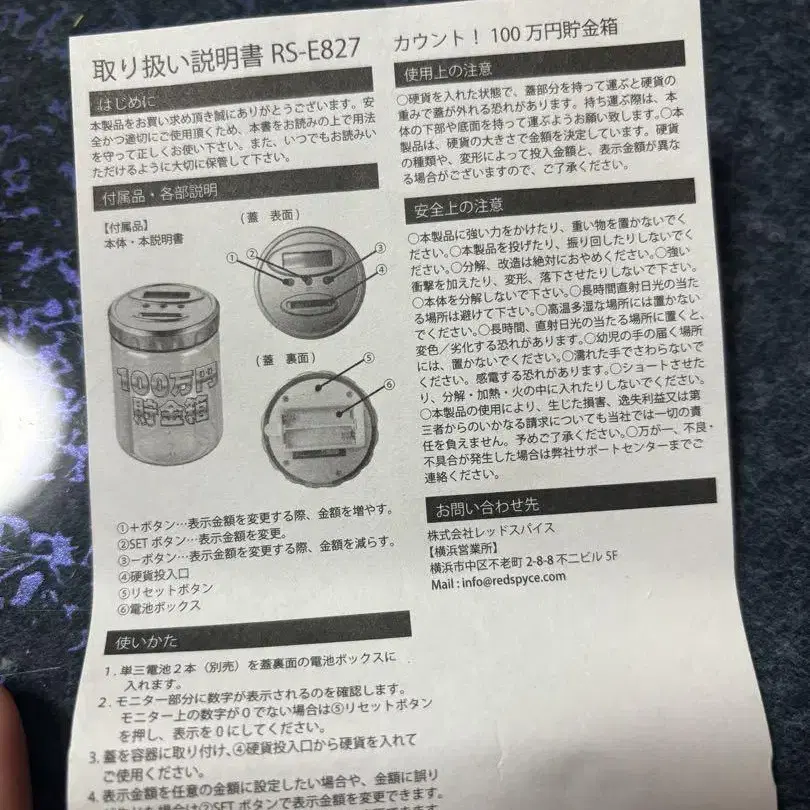 取り扱い説明書 RS-E827
カウント！ 100 万円貯金箱
はじめに
本製品をお買い求め頂き誠にありがとうございます。安
全かつ適切にご使用頂くため、本書をお読みの上で用法
を守って正しくお使い下さい。また、いつでもお読みい
ただけるように大切に保管して下さい。
付属品・各部説明
【付属品】
本体・本説明書
（蓋　表面）
①
②
③
④
100万円
貯金箱
（蓋　裏面）
⑤
⑥
①＋ボタン…表示金額を変更する際、金額を増やす。
②SET ボタン…表示金額を変更。
③－ボタン…表示金額を変更する際、金額を減らす。
④硬貨投入口
⑤リセットボタン
⑥電池ボックス
使いかた
1. 単三電池２本（別売）を蓋裏面の電池ボックスに
入れます。
2. モニター部分に数字が表示されるのを確認します。
モニター上の数字が０でない場合は⑤リセットボタン
を押し、表示を０にしてください。
3. 蓋を容器に取り付け、④硬貨投入口から硬貨を入れて
ご使用ください。
4. 表示金額を任意の金額に設定したい場合や、金額に誤り
場合は②SET ボタンで表示金額を変更できます。
使用上の注意
○硬貨を入れた状態で、蓋部分を持って運ぶと硬貨の
重みで蓋が外れる恐れがあります。持ち運ぶ際は、本
体の下部や底面を持って運ぶようお願い致します。○本
製品は、硬貨の大きさで金額を決定しています。硬貨
の種類や、変形によって投入金額と、表示金額が異な
る場合がございますので、ご了承ください。
安全上の注意
○本製品に強い力をかけたり、重い物を置かないでく
ださい。○本製品を投げたり、振り回したりしないでく
ださい。○分解、改造は絶対におやめください。○強い
衝撃を加えたり、変形、落下させたりしないで下さい。
○本体を分解しないで下さい。○長時間直射日光の当た
る場所は避けて下さい。○高温多湿な場所には置かない
でください。○長時間、直射日光の当たる場所に置くと、
変色／劣化する恐れがあります。○幼児の手の届く場所
には、置かないでください。○濡れた手でさわらないで
ください。感電する恐れがあります。○ショートさせた
り、分解・加熱・火の中に入れたりしないでください。
○本製品の使用により、生じた損害、逸失利益又は第
三者からのいかなる請求についても当社では一切の責
任を負えません。予めご了承ください。○万が一、不良・
不具合が発生した場合は弊社サポートセンターまでご
連絡ください。
お問い合わせ先
株式会社レッドスパイス
【横浜営業所】
横浜市中区不老町 2-8-8 不二ビル 5F
Mail : info@redspyce.com